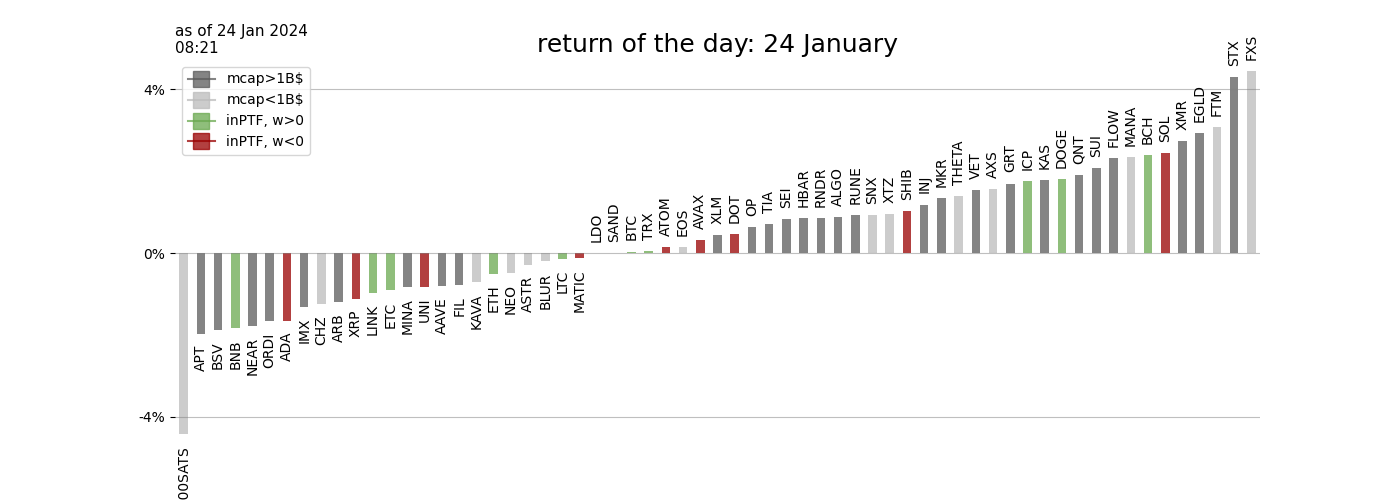 as of 24 Jan 2024
08:21
return of the day: 24 January
mcap>1B$
mcap<1B$
inPTF, w>0
inPTF, w<0
4%
0%
-4%
00SATS
APT
BSV
BNB
NEAR
ORDI
ADA
IMX
CHZ
ARB
XRP
LINK
ETC
MINA
UNI
AAVE
FIL
KAVA
ETH
NEO
ASTR
BLUR
LTC
MATIC
LDO
SAND
BTC
TRX
ATOM
EOS
AVAX
XLM
DOT
OP
TIA
SEI
HBAR
RNDR
ALGO
RUNE
SNX
XTZ
SHIB
INJ
MKR
THETA
VET
AXS
GRT
ICP
KAS
DOGE
QNT
SUI
FLOW
MANA
BCH
SOL
XMR
EGLD
FTM
STX
FXS